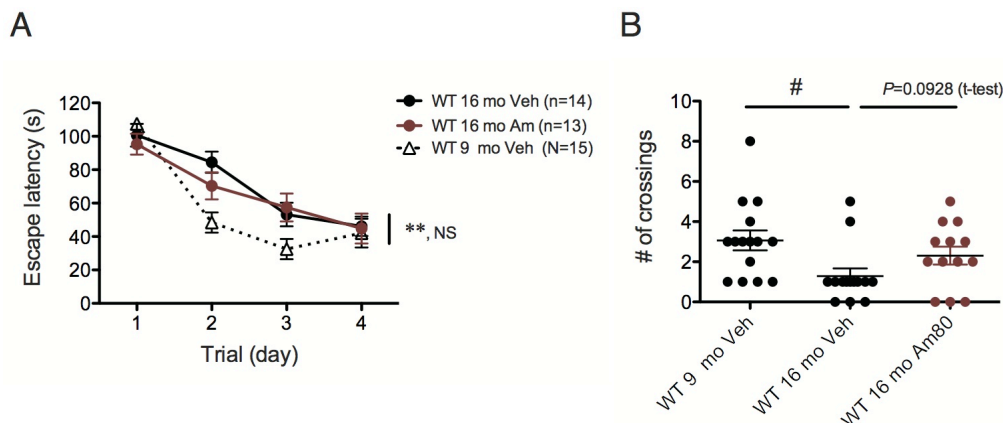 A
B
WT 16 mo Veh (n=14)
WT 16 mo Am (n=13)
WT 9 mo Veh (N=15)
120
100
80
60
40
20
0
Escape latency (s)
**, NS
1 2 3 4
Trial (day)
# P=0.0928 (t-test)
10
8
6
4
2
0
# of crossings
WT 9 mo Veh
WT 16 mo Veh
WT 16 mo Am80